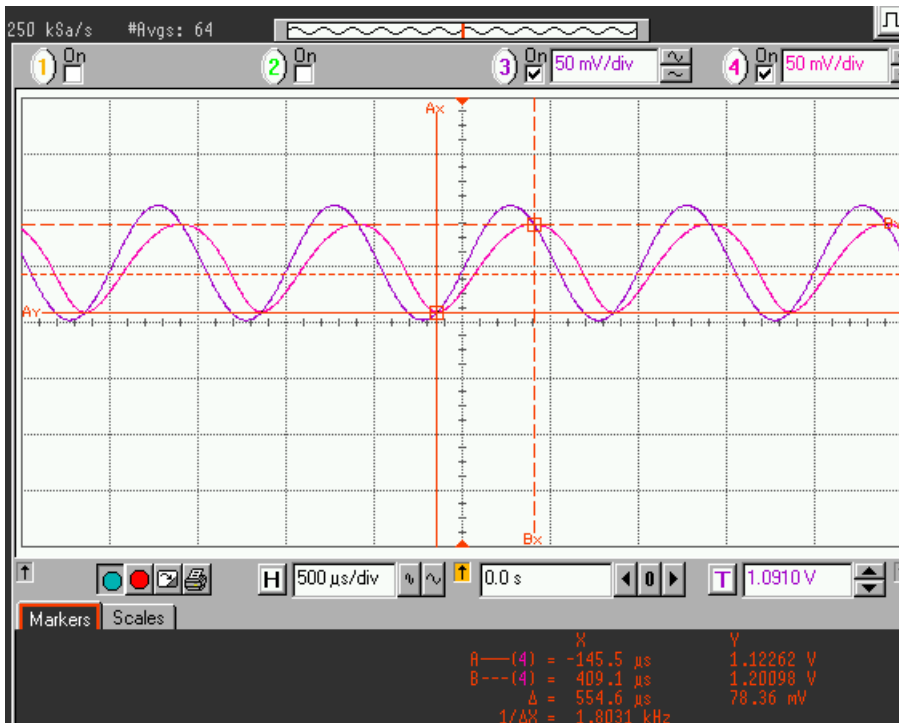 250 kSa/s #Avgs: 64
1 On 2 On 3 On 50 mV/div 4 On 50 mV/div
Ax
By
Ay
Bx
H 500 μs/div 0.0 s 0 T 1.0910 V
Markers Scales
X Y
A——(4) = -145.5 μs 1.12262 V
B---(4) = 409.1 μs 1.20098 V
Δ = 554.6 μs 78.36 mV
1/ΔX = 1.8031 kHz